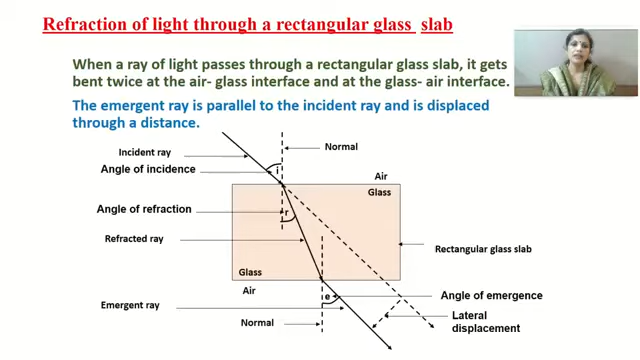 Refraction of light through a rectangular glass slab
When a ray of light passes through a rectangular glass slab, it gets
bent twice at the air- glass interface and at the glass- air interface.
The emergent ray is parallel to the incident ray and is displaced
through a distance.
Incident ray
Normal
Angle of incidence
i
Air
Glass
Angle of refraction
r
Refracted ray
Rectangular glass slab
Glass
Air
e
Angle of emergence
Emergent ray
Lateral
displacement
Normal